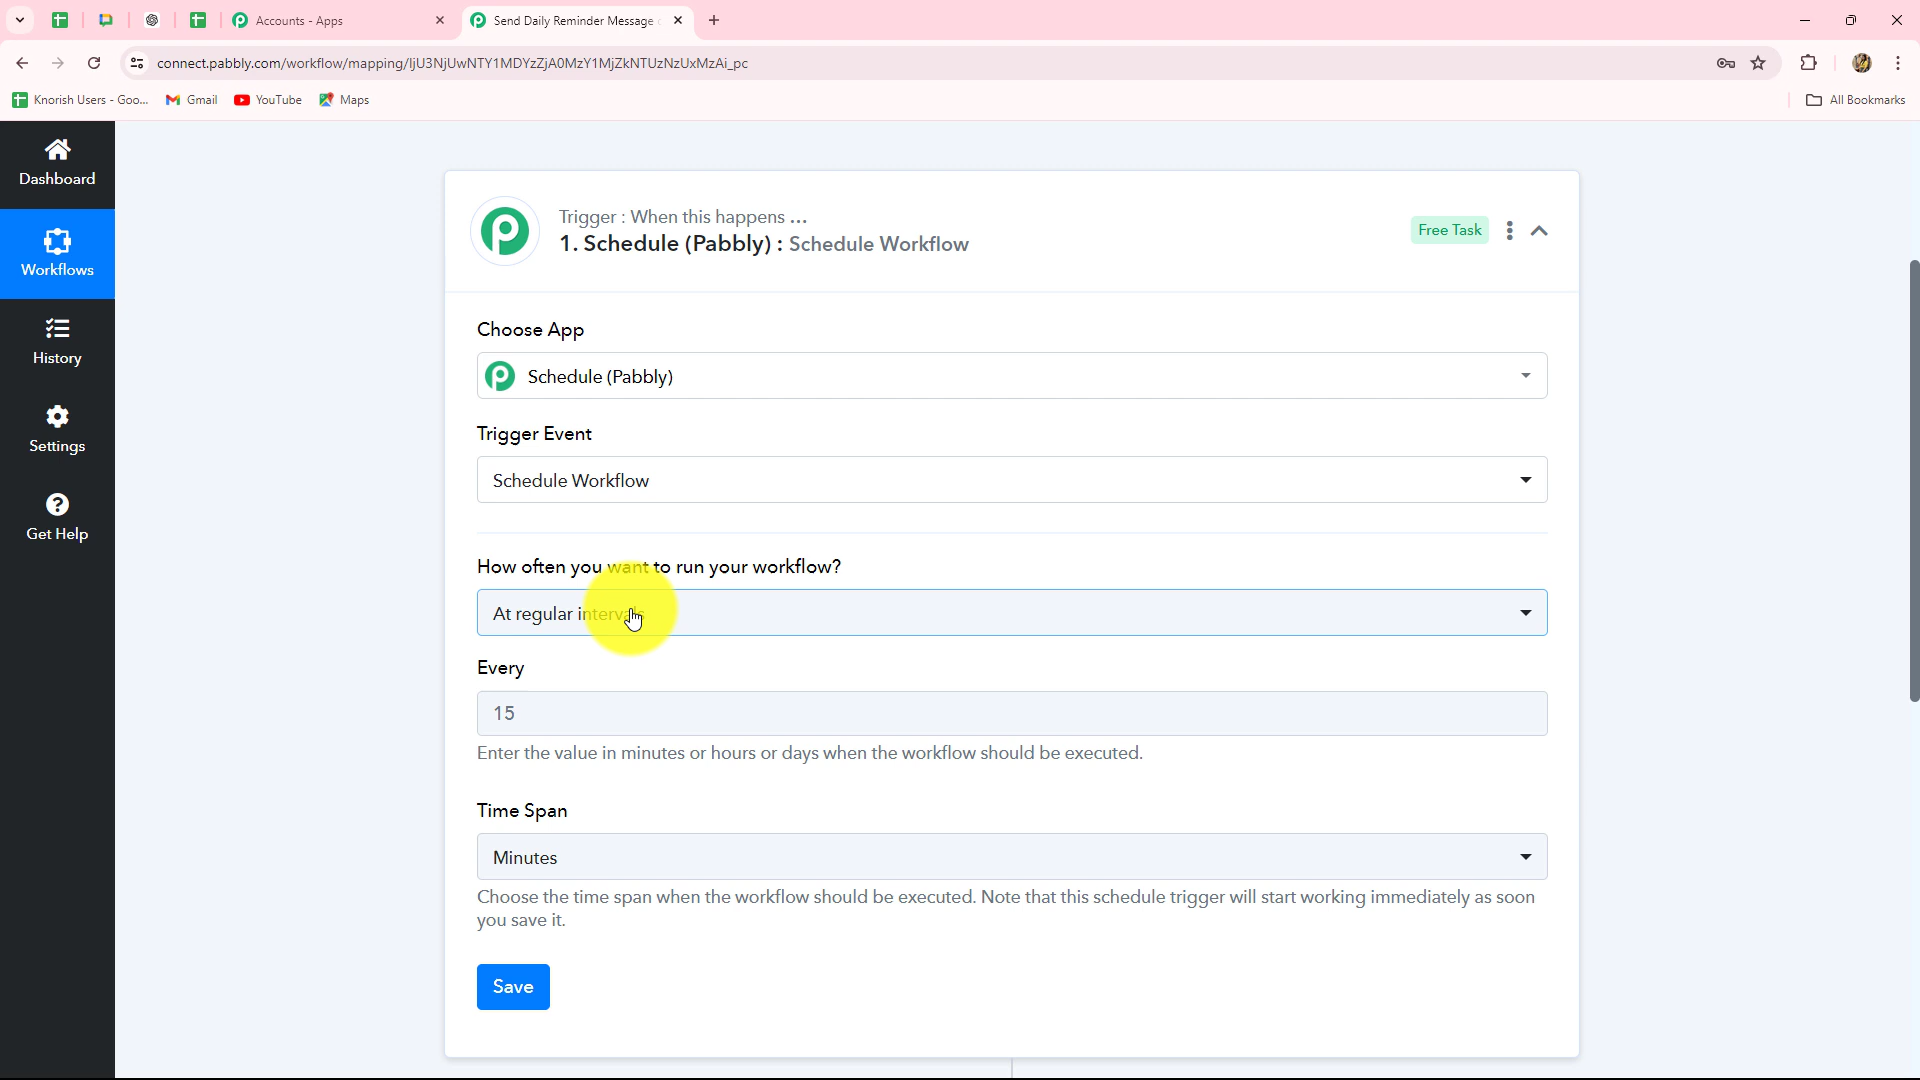 Accounts - Apps
Send Daily Reminder Message
connect.pabbly.com/workflow/mapping/IjU3NjUwNTY1MDYzZjA0MzY1MjZkNTUzNzUxMzAi_pc
Knorish Users - Goo...
Gmail
YouTube
Maps
All Bookmarks
Dashboard
Workflows
History
Settings
Get Help
Trigger : When this happens ...
1. Schedule (Pabbly) : Schedule Workflow
Free Task
Choose App
Schedule (Pabbly)
Trigger Event
Schedule Workflow
How often you want to run your workflow?
At regular intervals
Every
15
Enter the value in minutes or hours or days when the workflow should be executed.
Time Span
Minutes
Choose the time span when the workflow should be executed. Note that this schedule trigger will start working immediately as soon
you save it.
Save